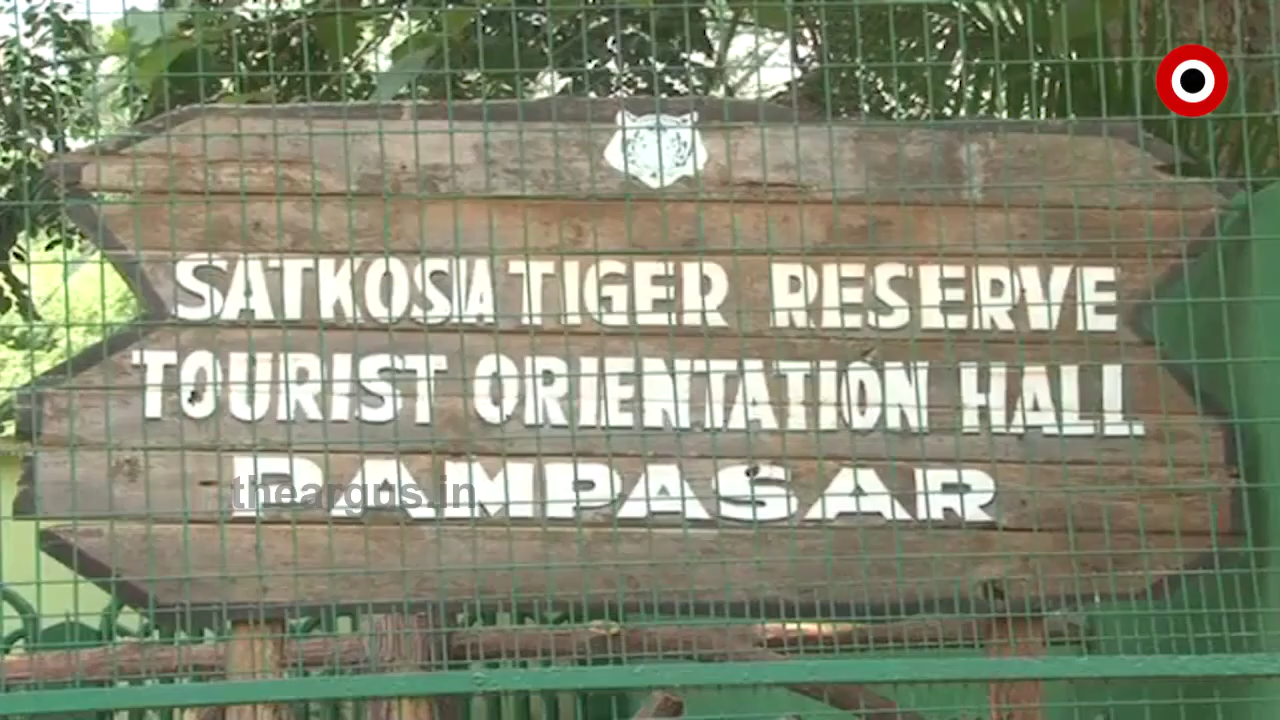 SATKOSIA TIGER RESERVE
TOURIST ORIENTATION HALL
PAMPASAR
theargus.in